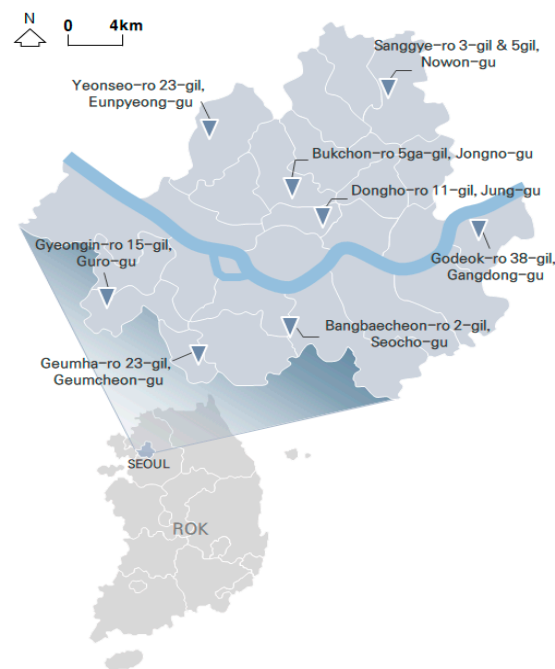 N
0 4km
Sanggye-ro 3-gil & 5gil,
Nowon-gu
Yeonseo-ro 23-gil,
Eunpyeong-gu
Bukchon-ro 5ga-gil, Jongno-gu
Dongho-ro 11-gil, Jung-gu
Gyeongin-ro 15-gil,
Guro-gu
Godeok-ro 38-gil,
Gangdong-gu
Bangbaecheon-ro 2-gil,
Seocho-gu
Geumha-ro 23-gil,
Geumcheon-gu
SEOUL
ROK